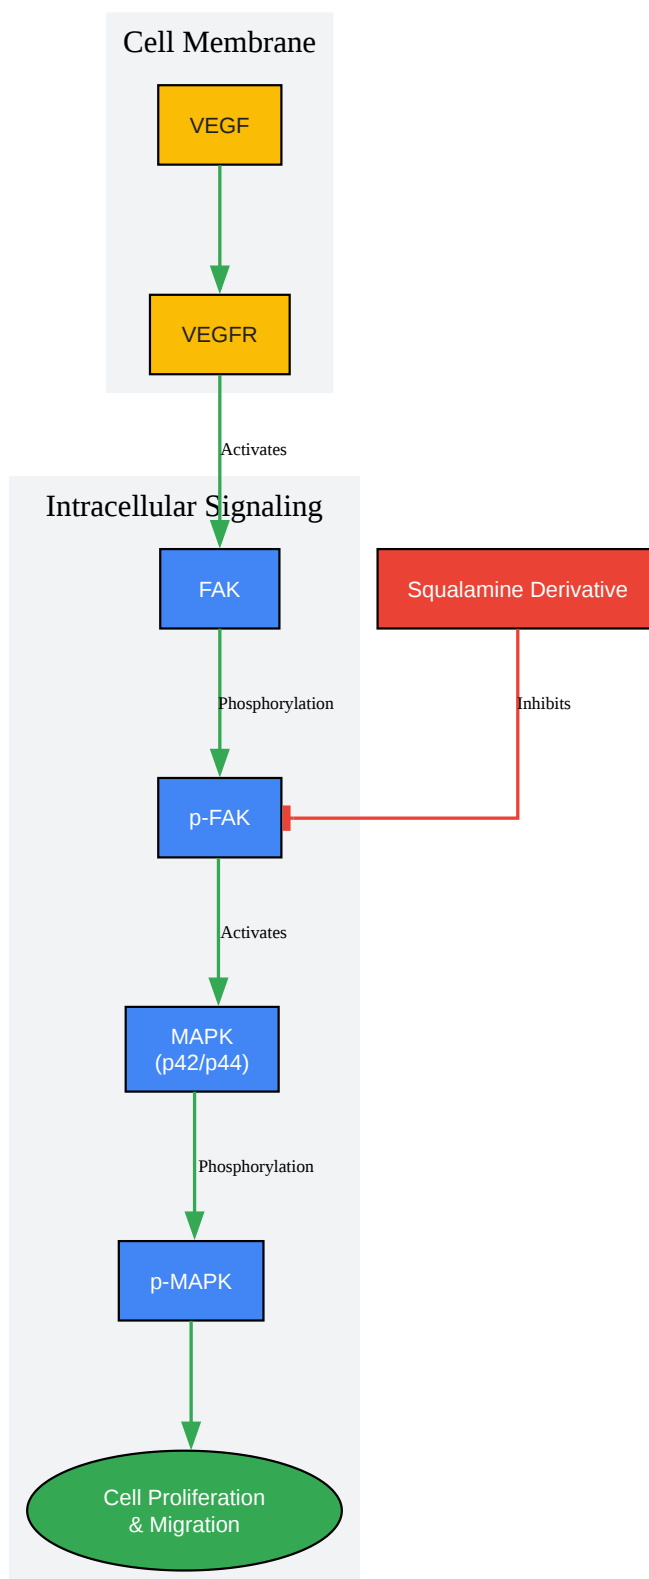 Cell Membrane
VEGF
VEGFR
Activates
Intracellular Signaling
FAK
Squalamine Derivative
Phosphorylation
Inhibits
p-FAK
Activates
MAPK
(p42/p44)
Phosphorylation
p-MAPK
Cell Proliferation
& Migration